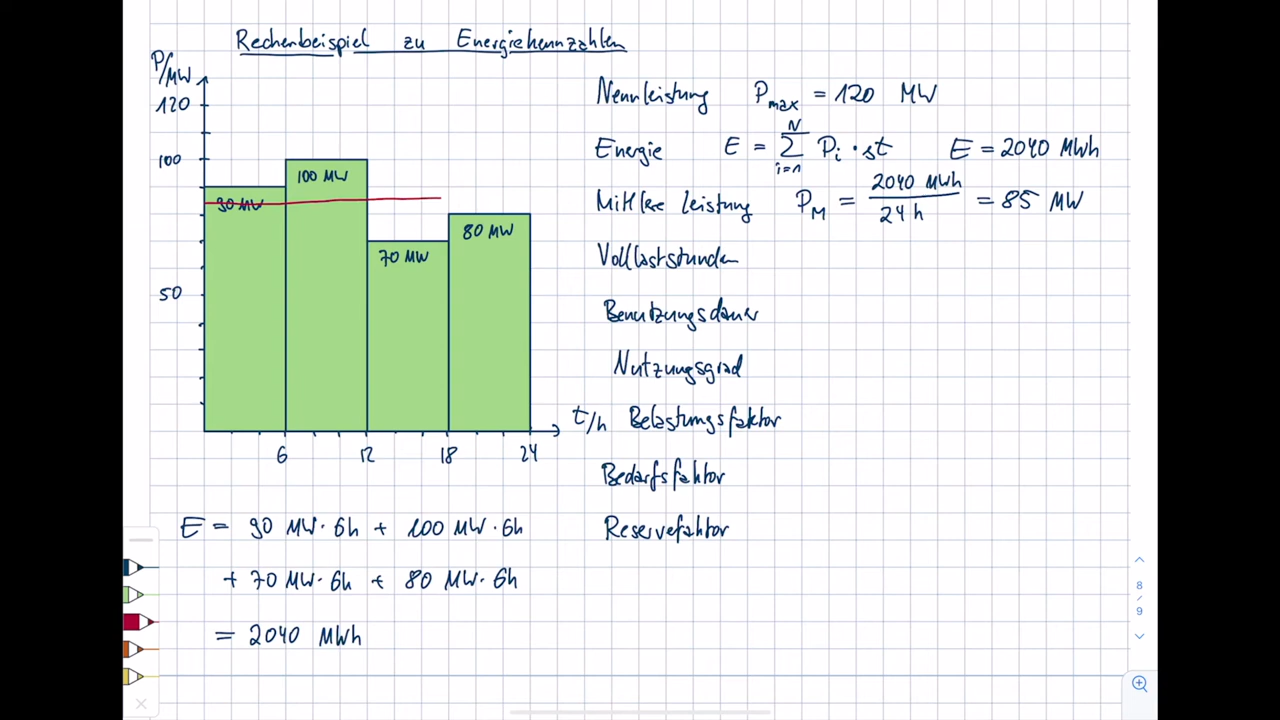 Rechenbeispiel zu Energiekennzahlen
P/MW
120
100
50
90 MW
100 MW
70 MW
80 MW
6 12 18 24
t/h
E = 90 MW · 6h + 100 MW · 6h
+ 70 MW · 6h + 80 MW · 6h
= 2040 MWh
Nennleistung P_max = 120 MW
Energie E = ∑_{i=1}^{N} P_i · Δt E = 2040 MWh
Mittlere Leistung P_M = 2040 MWh / 24 h = 85 MW
Volllaststunden
Benutzungsdauer
Nutzungsgrad
Belastungsfaktor
Bedarfsfaktor
Reservefaktor
8
/
9